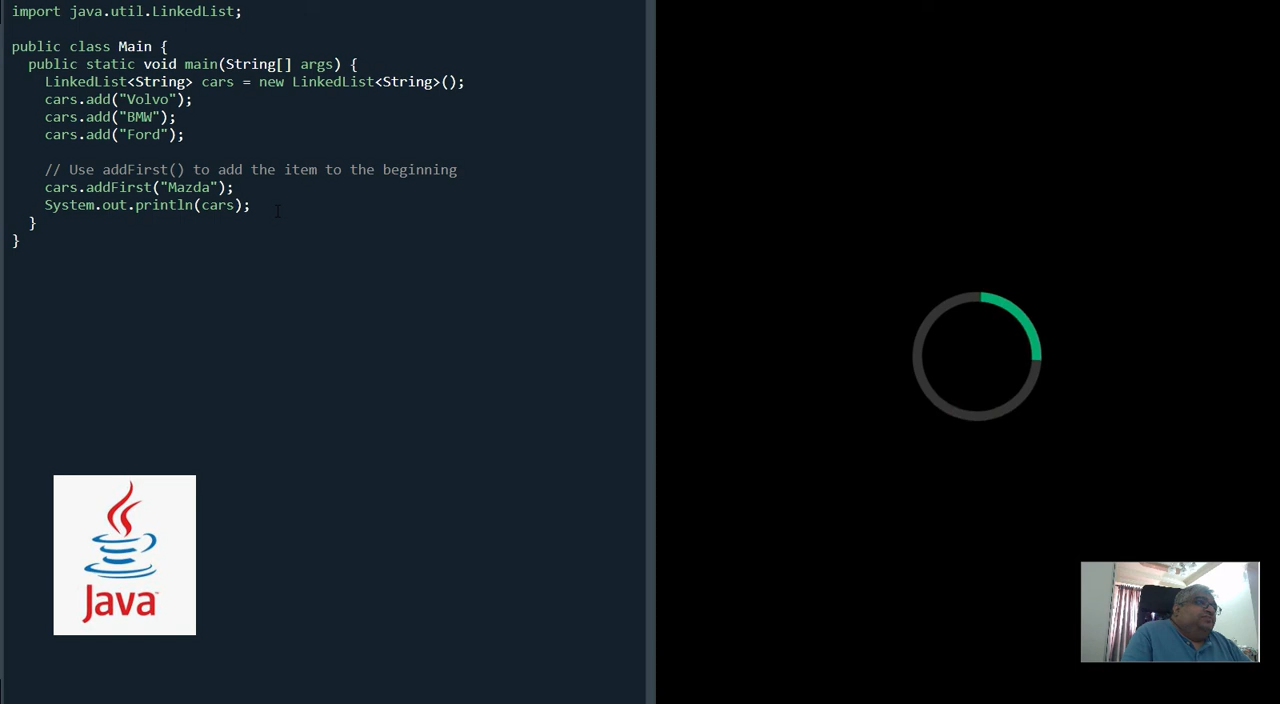 import java.util.LinkedList;
public class Main {
public static void main(String[] args) {
LinkedList<String> cars = new LinkedList<String>();
cars.add("Volvo");
cars.add("BMW");
cars.add("Ford");
// Use addFirst() to add the item to the beginning
cars.addFirst("Mazda");
System.out.println(cars);
}
}
Java